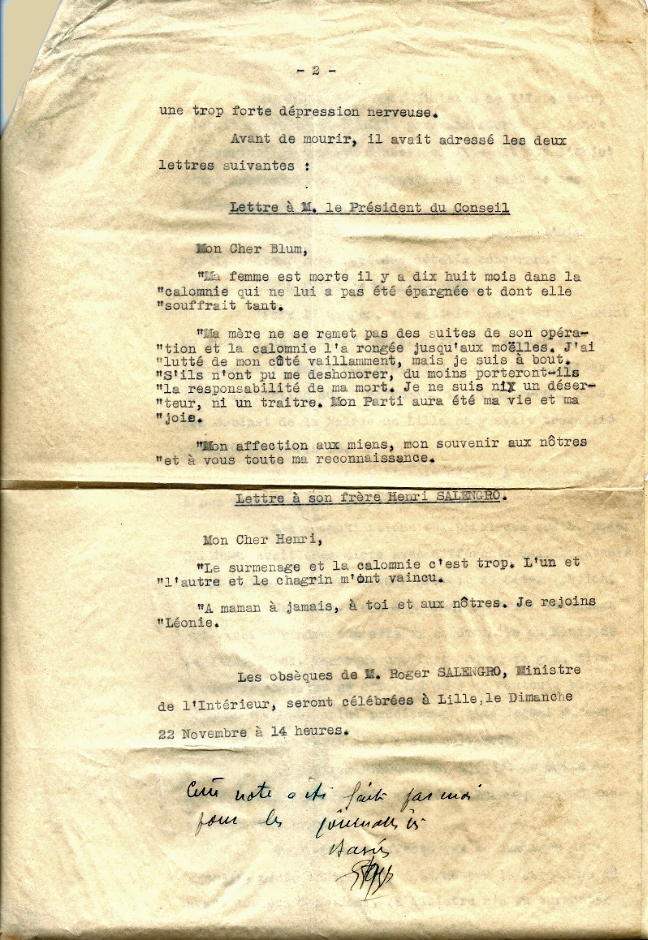 - 2 -
une trop forte dépression nerveuse.
Avant de mourir, il avait adressé les deux
lettres suivantes :
Lettre à M. le Président du Conseil
Mon Cher Blum,
"Ma femme est morte il y a dix huit mois dans la
"calomnie qui ne lui a pas été épargnée et dont elle
"souffrait tant.
"Ma mère ne se remet pas des suites de son opéra-
"tion et la calomnie l'a rongée jusqu'aux moëlles. J'ai
"lutté de mon côté vaillamment, mais je suis à bout.
"S'ils n'ont pu me deshonorer, du moins porteront-ils
"la responsabilité de ma mort. Je ne suis nix un déser-
"teur, ni un traitre. Mon Parti aura été ma vie et ma
"joie.
"Mon affection aux miens, mon souvenir aux nôtres
"et à vous toute ma reconnaissance.
Lettre à son frère Henri SALENGRO.
Mon Cher Henri,
"Le surmenage et la calomnie c'est trop. L'un et
"l'autre et le chagrin m'ont vaincu.
"A maman à jamais, à toi et aux nôtres. Je rejoins
"Léonie.
Les obsèques de M. Roger SALENGRO, Ministre
de l'Intérieur, seront célébrées à Lille,le Dimanche
22 Novembre à 14 heures.
Cette note a été faite par moi
pour les journalistes